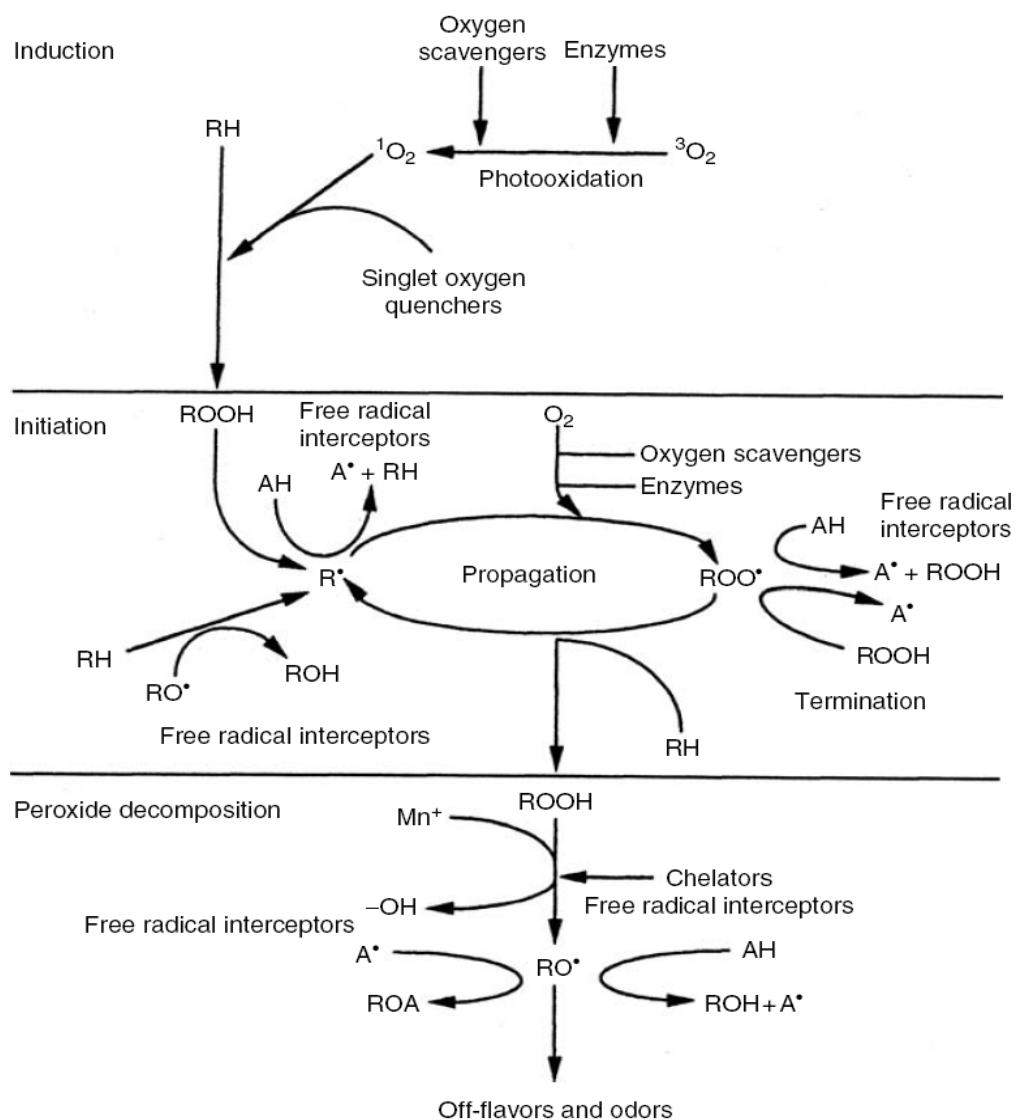 Induction
Oxygen
scavengers
Enzymes
RH
¹O₂
³O₂
Photooxidation
Singlet oxygen
quenchers
Initiation
ROOH
Free radical
interceptors
A• + RH
AH
O₂
Oxygen scavengers
Enzymes
Free radical
interceptors
AH
R•
Propagation
ROO•
A• + ROOH
A•
ROOH
RH
RO•
ROH
Termination
Free radical interceptors
RH
Peroxide decomposition
ROOH
Mn⁺
Chelators
–OH
Free radical interceptors
Free radical interceptors
A•
RO•
AH
ROA
ROH + A•
Off-flavors and odors